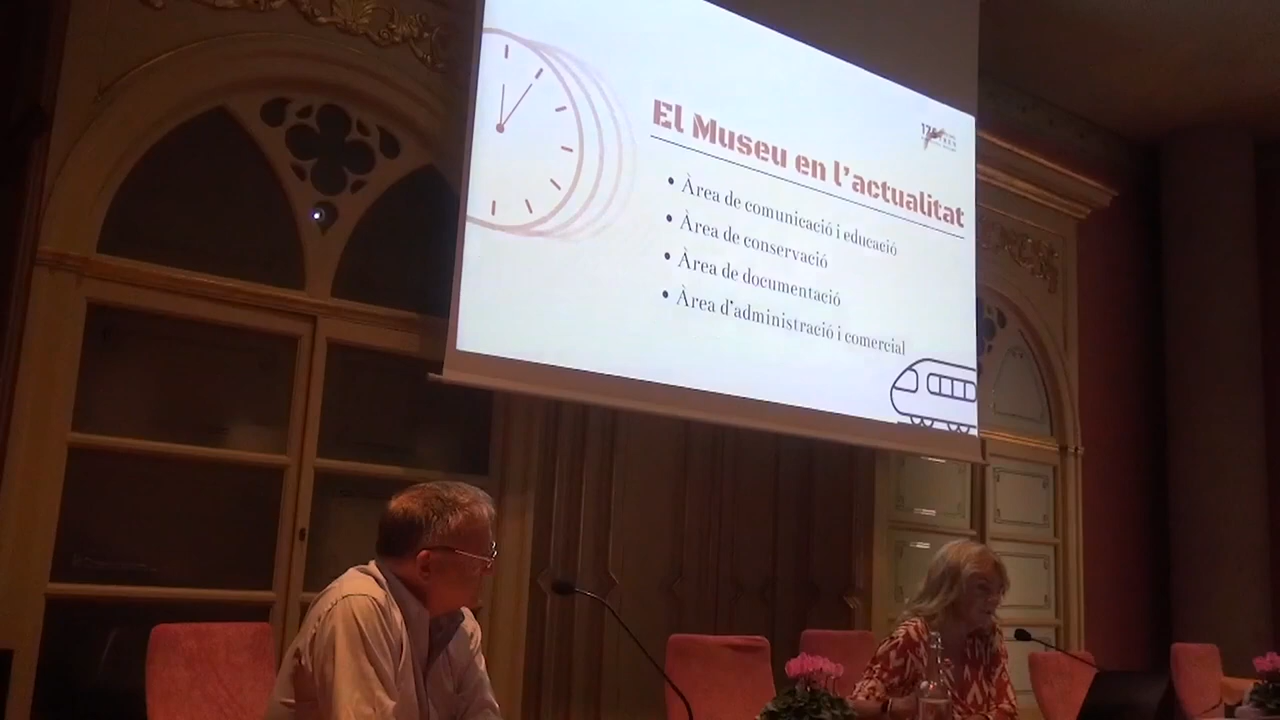 El Museu en l'actualitat
• Àrea de comunicació i educació
• Àrea de conservació
• Àrea de documentació
• Àrea d'administració i comercial